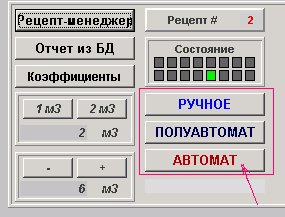 Рецепт-менеджер
Рецепт # 2
Отчет из БД
Состояние
Коэффициенты
1 м3 2 м3
РУЧНОЕ
2 м3
ПОЛУАВТОМАТ
- +
АВТОМАТ
6 м3